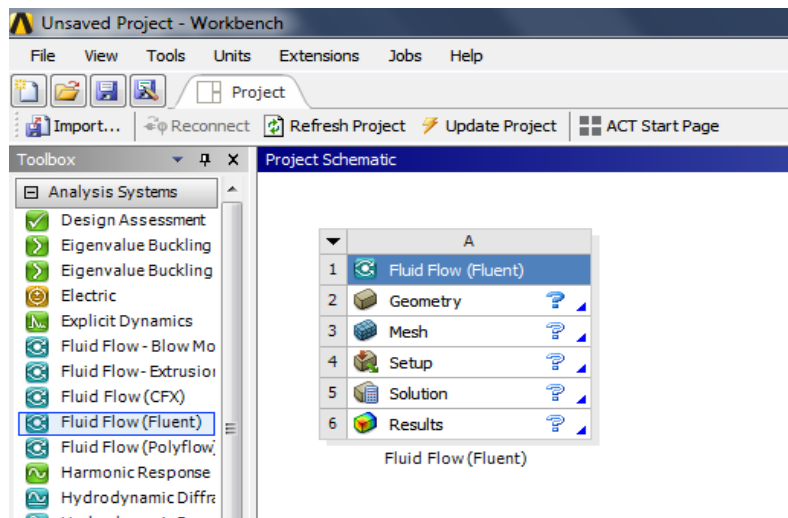 Unsaved Project - Workbench
File View Tools Units Extensions Jobs Help
Project
Import... Reconnect Refresh Project Update Project ACT Start Page
Toolbox
Project Schematic
Analysis Systems
Design Assessment
Eigenvalue Buckling
Eigenvalue Buckling
Electric
Explicit Dynamics
Fluid Flow - Blow Mo
Fluid Flow - Extrusion
Fluid Flow (CFX)
Fluid Flow (Fluent)
Fluid Flow (Polyflow)
Harmonic Response
Hydrodynamic Diffra
A
1 Fluid Flow (Fluent)
2 Geometry ?
3 Mesh ?
4 Setup ?
5 Solution ?
6 Results ?
Fluid Flow (Fluent)